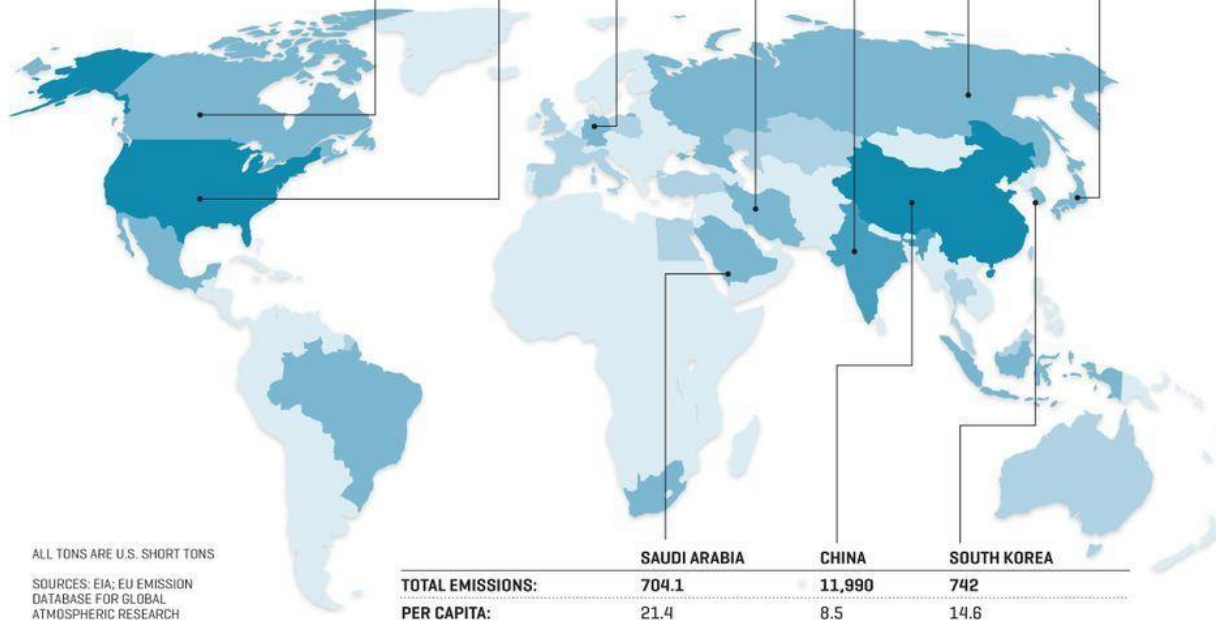 ALL TONS ARE U.S. SHORT TONS
SOURCES: EIA; EU EMISSION
DATABASE FOR GLOBAL
ATMOSPHERIC RESEARCH
SAUDI ARABIA CHINA SOUTH KOREA
TOTAL EMISSIONS: 704.1 11,990 742
PER CAPITA: 21.4 8.5 14.6